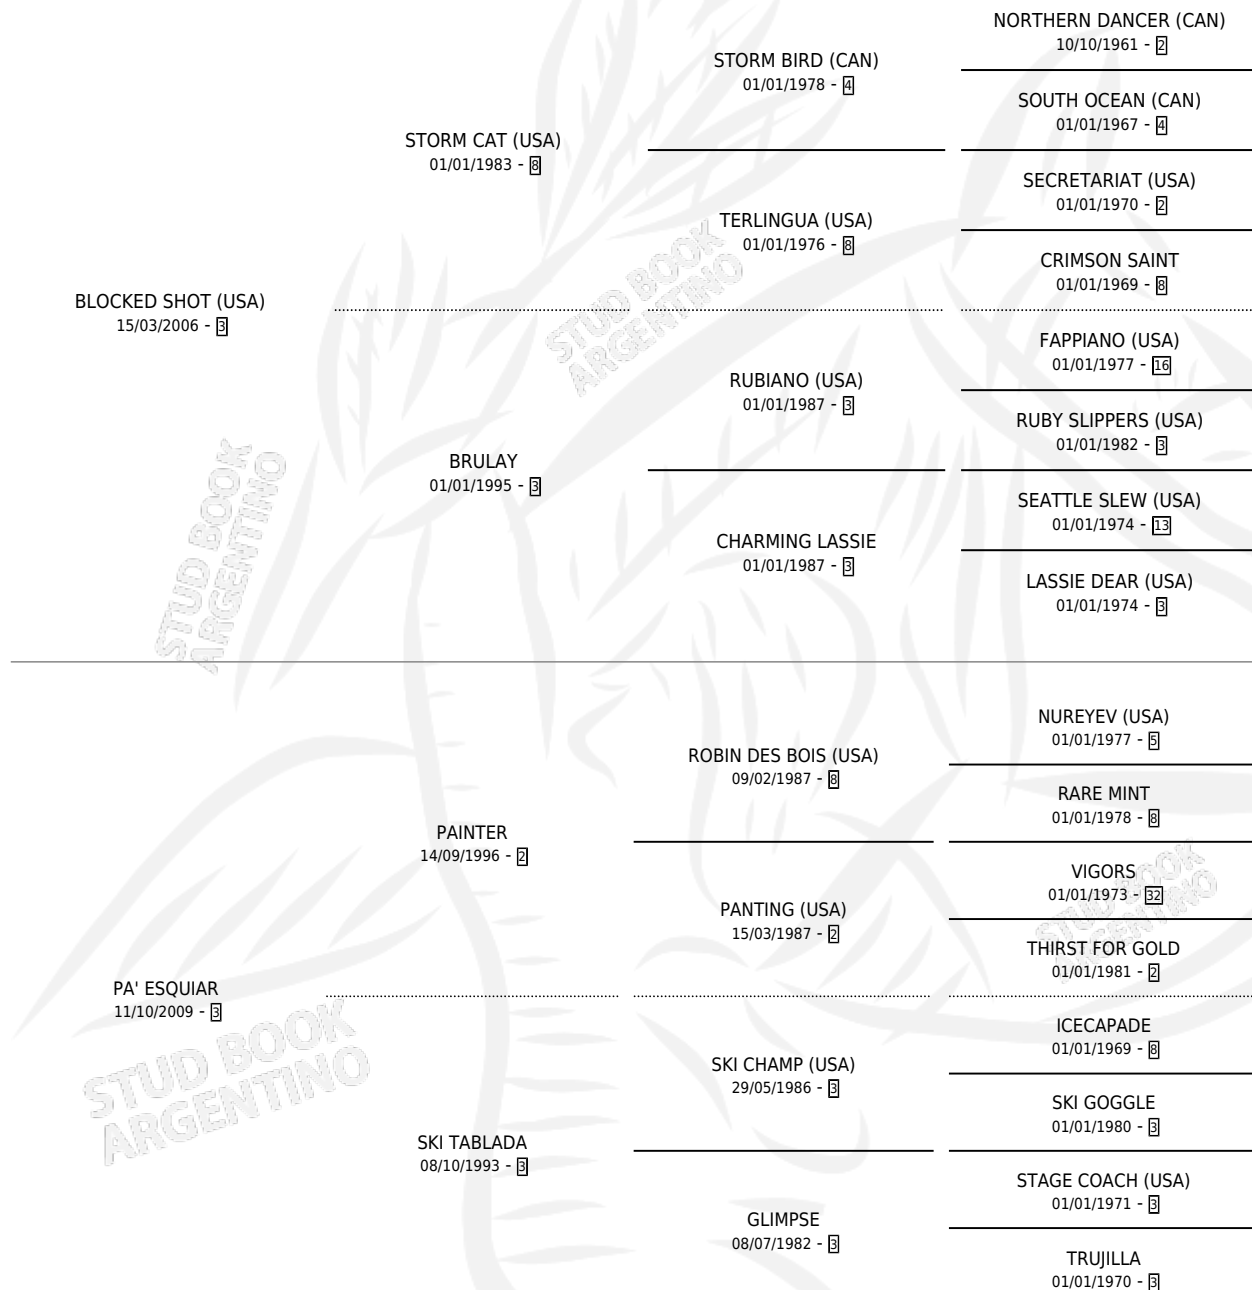 NORTHERN DANCER (CAN)
10/10/1961 - 2
STORM BIRD (CAN)
01/01/1978 - 4
SOUTH OCEAN (CAN)
01/01/1967 - 4
STORM CAT (USA)
01/01/1983 - 8
SECRETARIAT (USA)
01/01/1970 - 2
TERLINGUA (USA)
01/01/1976 - 8
CRIMSON SAINT
01/01/1969 - 8
BLOCKED SHOT (USA)
15/03/2006 - 3
STUD BOOK
ARGENTINO
FAPPIANO (USA)
01/01/1977 - 16
RUBIANO (USA)
01/01/1987 - 3
RUBY SLIPPERS (USA)
01/01/1982 - 3
BRULAY
01/01/1995 - 3
SEATTLE SLEW (USA)
01/01/1974 - 13
CHARMING LASSIE
01/01/1987 - 3
LASSIE DEAR (USA)
01/01/1974 - 3
STUD BOOK
ARGENTINO
NUREYEV (USA)
01/01/1977 - 5
ROBIN DES BOIS (USA)
09/02/1987 - 8
RARE MINT
01/01/1978 - 8
PAINTER
14/09/1996 - 2
VIGORS
01/01/1973 - 32
PANTING (USA)
15/03/1987 - 2
THIRST FOR GOLD
01/01/1981 - 2
STUD BOOK
ARGENTINO
PA' ESQUIAR
11/10/2009 - 3
ICECAPADE
01/01/1969 - 8
SKI CHAMP (USA)
29/05/1986 - 3
SKI GOGGLE
01/01/1980 - 3
STUD BOOK
ARGENTINO
SKI TABLADA
08/10/1993 - 3
STAGE COACH (USA)
01/01/1971 - 3
GLIMPSE
08/07/1982 - 3
TRUJILLA
01/01/1970 - 3